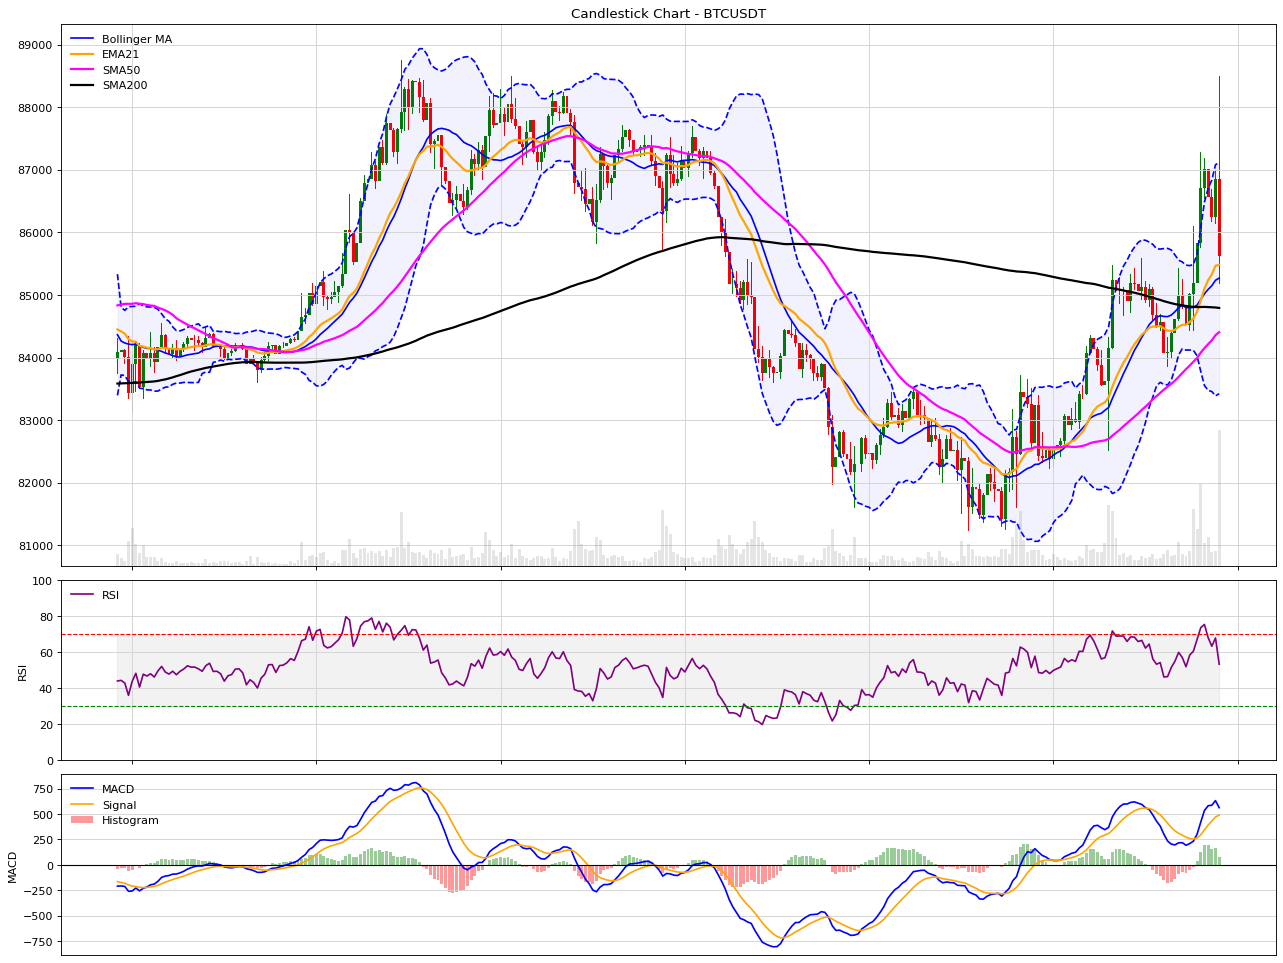 Candlestick Chart - BTCUSDT
Bollinger MA
EMA21
SMA50
SMA200
89000
88000
87000
86000
85000
84000
83000
82000
81000
RSI
RSI
100
80
60
40
20
0
MACD
Signal
Histogram
MACD
750
500
250
0
−250
−500
−750